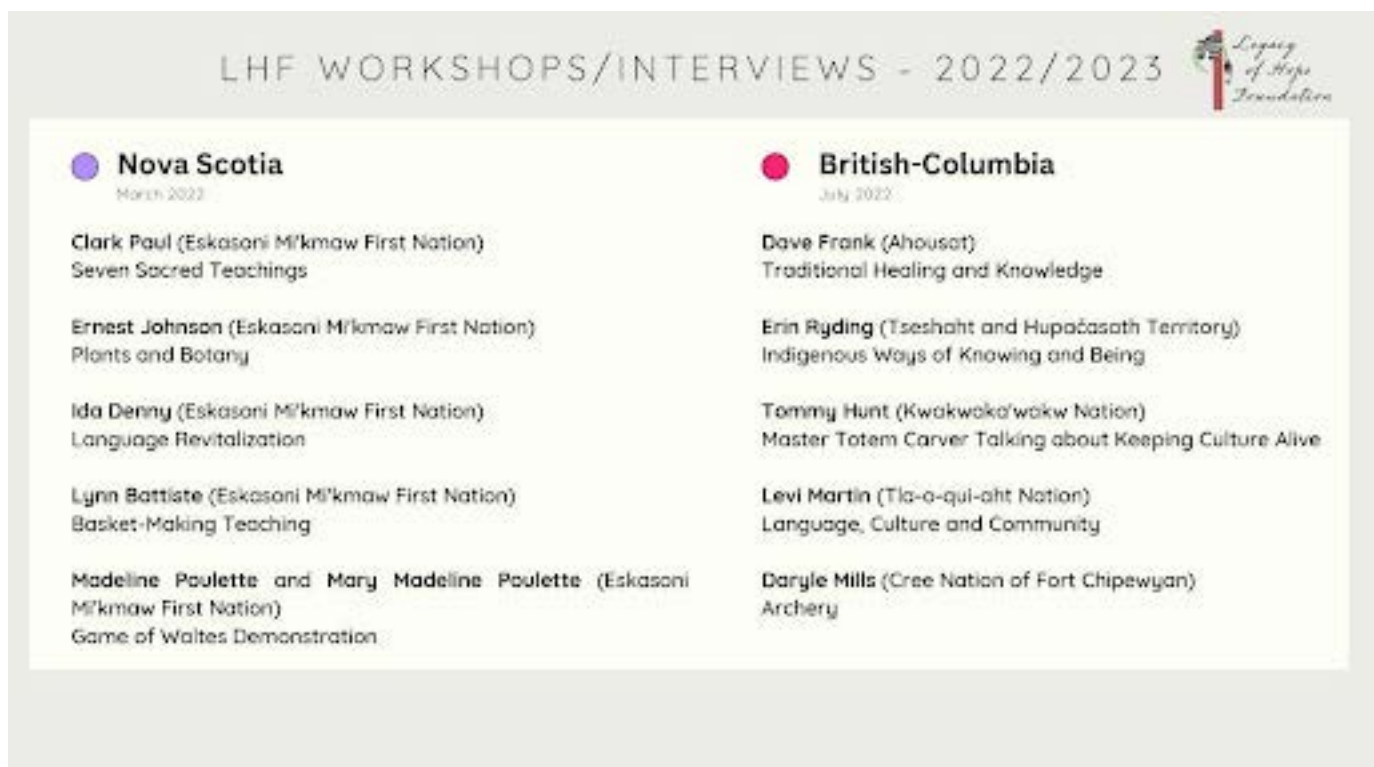 LHF WORKSHOPS/INTERVIEWS - 2022/2023
Legacy
of Hope
Foundation
Nova Scotia
March 2022
Clark Paul (Eskasoni Mi'kmaw First Nation)
Seven Sacred Teachings
Ernest Johnson (Eskasoni Mi'kmaw First Nation)
Plants and Botany
Ida Denny (Eskasoni Mi'kmaw First Nation)
Language Revitalization
Lynn Battiste (Eskasoni Mi'kmaw First Nation)
Basket-Making Teaching
Madeline Poulette and Mary Madeline Poulette (Eskasoni
Mi'kmaw First Nation)
Game of Waltes Demonstration
British-Columbia
July 2022
Dave Frank (Ahousat)
Traditional Healing and Knowledge
Erin Ryding (Tseshaht and Hupačasath Territory)
Indigenous Ways of Knowing and Being
Tommy Hunt (Kwakwaka'wakw Nation)
Master Totem Carver Talking about Keeping Culture Alive
Levi Martin (Tla-o-qui-aht Nation)
Language, Culture and Community
Daryle Mills (Cree Nation of Fort Chipewyan)
Archery